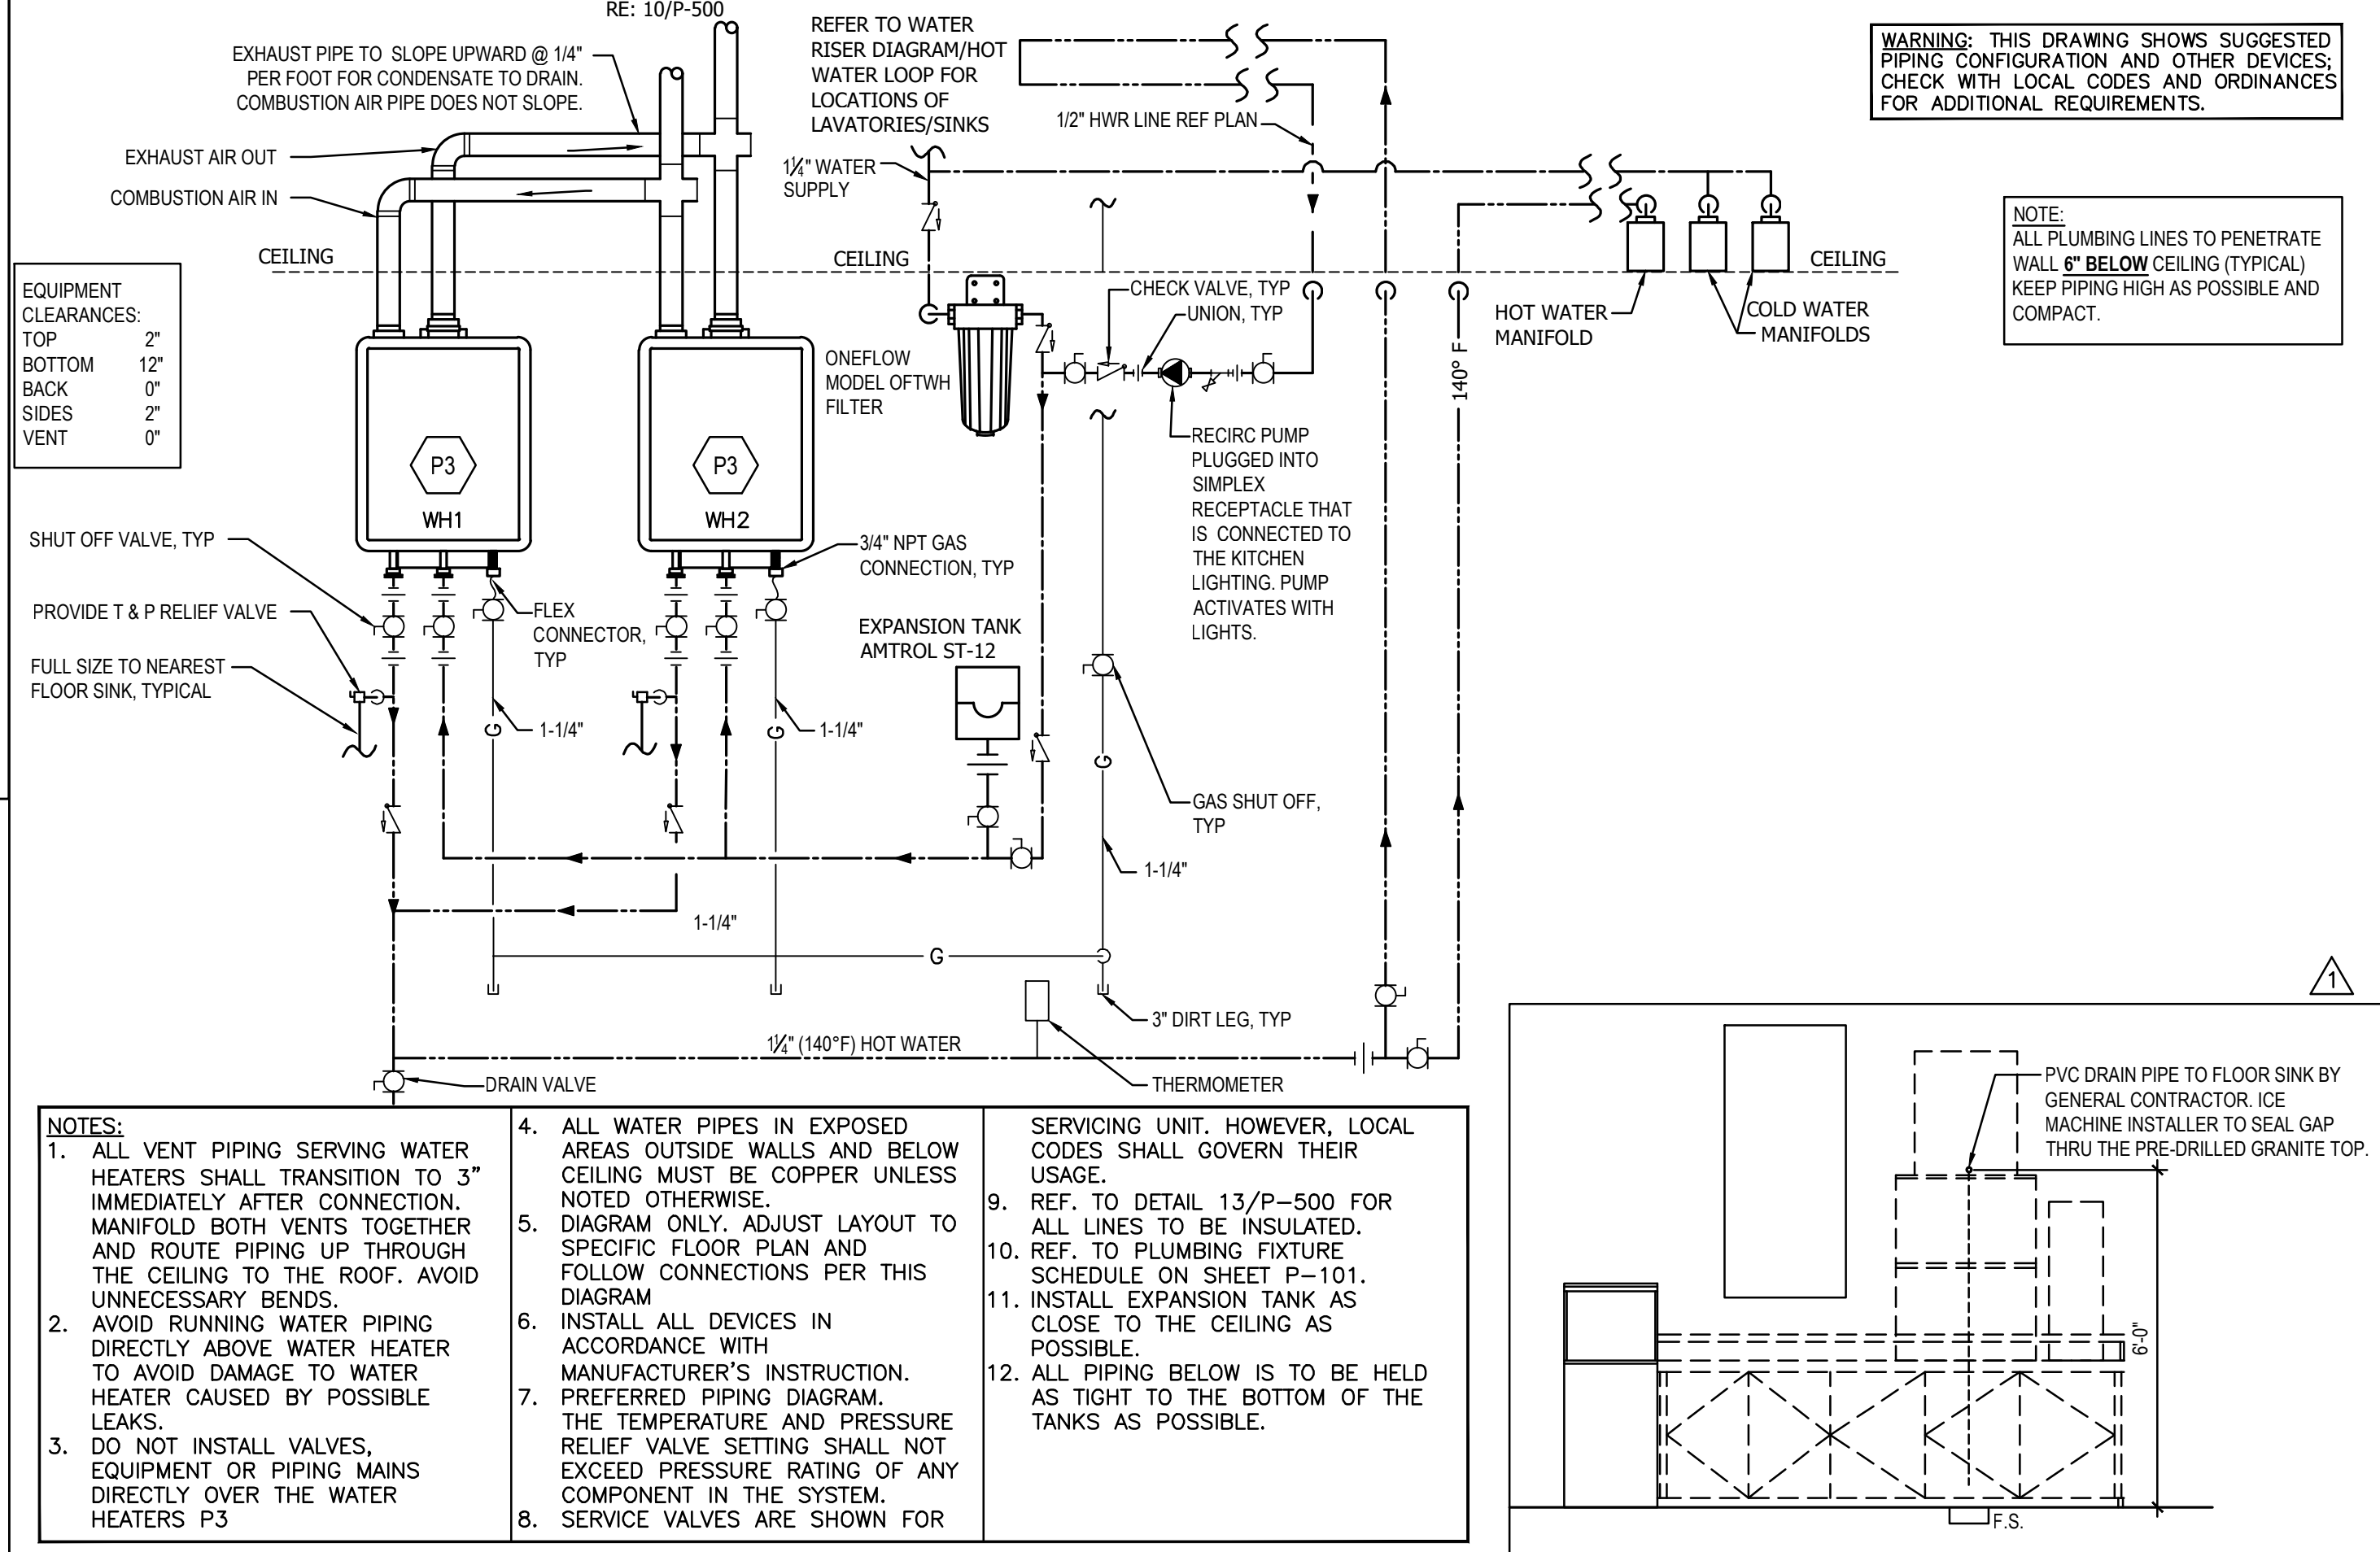 RE: 10/P-500
EXHAUST PIPE TO SLOPE UPWARD @ 1/4"
PER FOOT FOR CONDENSATE TO DRAIN.
COMBUSTION AIR PIPE DOES NOT SLOPE.
EXHAUST AIR OUT
COMBUSTION AIR IN
CEILING
REFER TO WATER
RISER DIAGRAM/HOT
WATER LOOP FOR
LOCATIONS OF
LAVATORIES/SINKS
1¼" WATER
SUPPLY
CEILING
1/2" HWR LINE REF PLAN
WARNING: THIS DRAWING SHOWS SUGGESTED
PIPING CONFIGURATION AND OTHER DEVICES;
CHECK WITH LOCAL CODES AND ORDINANCES
FOR ADDITIONAL REQUIREMENTS.
NOTE:
ALL PLUMBING LINES TO PENETRATE
WALL 6" BELOW CEILING (TYPICAL)
KEEP PIPING HIGH AS POSSIBLE AND
COMPACT.
CEILING
HOT WATER
MANIFOLD
COLD WATER
MANIFOLDS
EQUIPMENT
CLEARANCES:
TOP 2"
BOTTOM 12"
BACK 0"
SIDES 2"
VENT 0"
P3
WH1
P3
WH2
ONEFLOW
MODEL OFTWH
FILTER
CHECK VALVE, TYP
UNION, TYP
140° F
RECIRC PUMP
PLUGGED INTO
SIMPLEX
RECEPTACLE THAT
IS CONNECTED TO
THE KITCHEN
LIGHTING. PUMP
ACTIVATES WITH
LIGHTS.
SHUT OFF VALVE, TYP
PROVIDE T & P RELIEF VALVE
FULL SIZE TO NEAREST
FLOOR SINK, TYPICAL
FLEX
CONNECTOR,
TYP
3/4" NPT GAS
CONNECTION, TYP
EXPANSION TANK
AMTROL ST-12
G
1-1/4"
G
1-1/4"
G
GAS SHUT OFF,
TYP
1-1/4"
1-1/4"
G
3" DIRT LEG, TYP
1¼" (140°F) HOT WATER
DRAIN VALVE
THERMOMETER
1
NOTES:
1. ALL VENT PIPING SERVING WATER
HEATERS SHALL TRANSITION TO 3”
IMMEDIATELY AFTER CONNECTION.
MANIFOLD BOTH VENTS TOGETHER
AND ROUTE PIPING UP THROUGH
THE CEILING TO THE ROOF. AVOID
UNNECESSARY BENDS.
2. AVOID RUNNING WATER PIPING
DIRECTLY ABOVE WATER HEATER
TO AVOID DAMAGE TO WATER
HEATER CAUSED BY POSSIBLE
LEAKS.
3. DO NOT INSTALL VALVES,
EQUIPMENT OR PIPING MAINS
DIRECTLY OVER THE WATER
HEATERS P3
4. ALL WATER PIPES IN EXPOSED
AREAS OUTSIDE WALLS AND BELOW
CEILING MUST BE COPPER UNLESS
NOTED OTHERWISE.
5. DIAGRAM ONLY. ADJUST LAYOUT TO
SPECIFIC FLOOR PLAN AND
FOLLOW CONNECTIONS PER THIS
DIAGRAM
6. INSTALL ALL DEVICES IN
ACCORDANCE WITH
MANUFACTURER’S INSTRUCTION.
7. PREFERRED PIPING DIAGRAM.
THE TEMPERATURE AND PRESSURE
RELIEF VALVE SETTING SHALL NOT
EXCEED PRESSURE RATING OF ANY
COMPONENT IN THE SYSTEM.
8. SERVICE VALVES ARE SHOWN FOR
SERVICING UNIT. HOWEVER, LOCAL
CODES SHALL GOVERN THEIR
USAGE.
9. REF. TO DETAIL 13/P-500 FOR
ALL LINES TO BE INSULATED.
10. REF. TO PLUMBING FIXTURE
SCHEDULE ON SHEET P-101.
11. INSTALL EXPANSION TANK AS
CLOSE TO THE CEILING AS
POSSIBLE.
12. ALL PIPING BELOW IS TO BE HELD
AS TIGHT TO THE BOTTOM OF THE
TANKS AS POSSIBLE.
PVC DRAIN PIPE TO FLOOR SINK BY
GENERAL CONTRACTOR. ICE
MACHINE INSTALLER TO SEAL GAP
THRU THE PRE-DRILLED GRANITE TOP.
6'-0"
F.S.